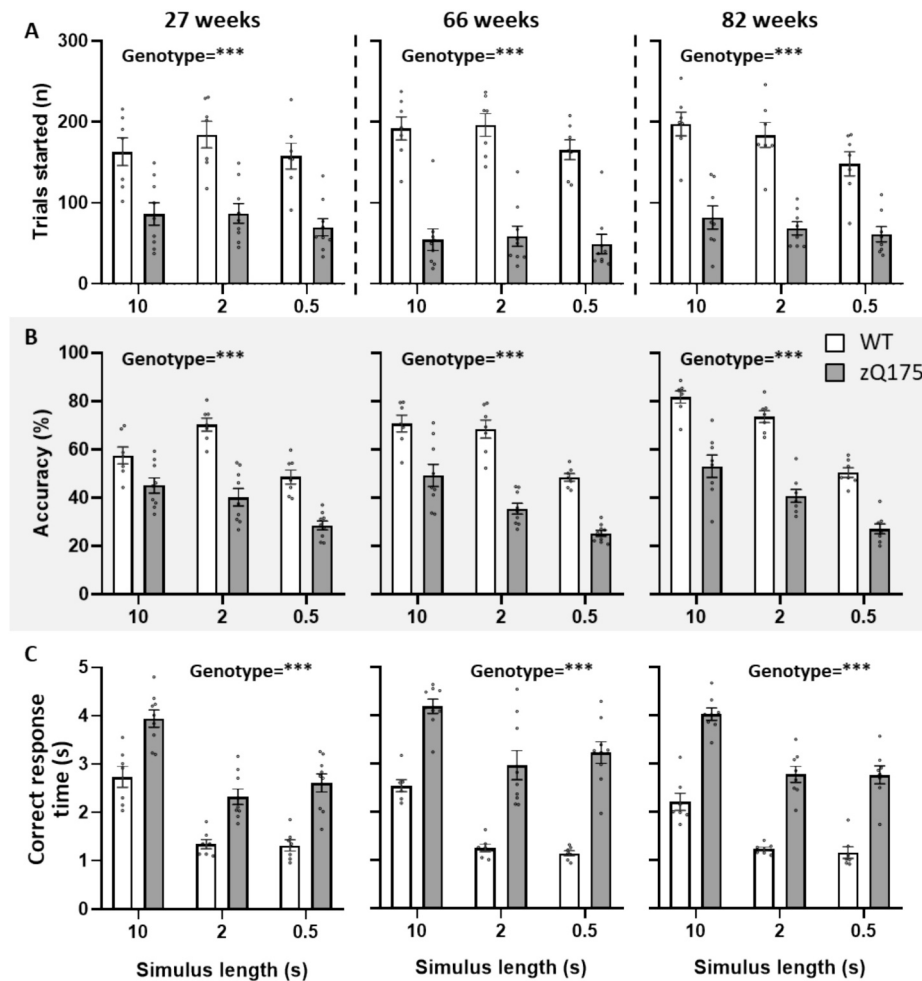 27 weeks 66 weeks 82 weeks
A
Trials started (n)
300
200
100
0
Genotype=***
10 2 0.5
Genotype=***
10 2 0.5
Genotype=***
10 2 0.5
B
Accuracy (%)
100
80
60
40
20
0
Genotype=***
10 2 0.5
Genotype=***
10 2 0.5
Genotype=***
10 2 0.5
WT
zQ175
C
Correct response
time (s)
5
4
3
2
1
0
Genotype=***
10 2 0.5
Simulus length (s)
Genotype=***
10 2 0.5
Simulus length (s)
Genotype=***
10 2 0.5
Simulus length (s)